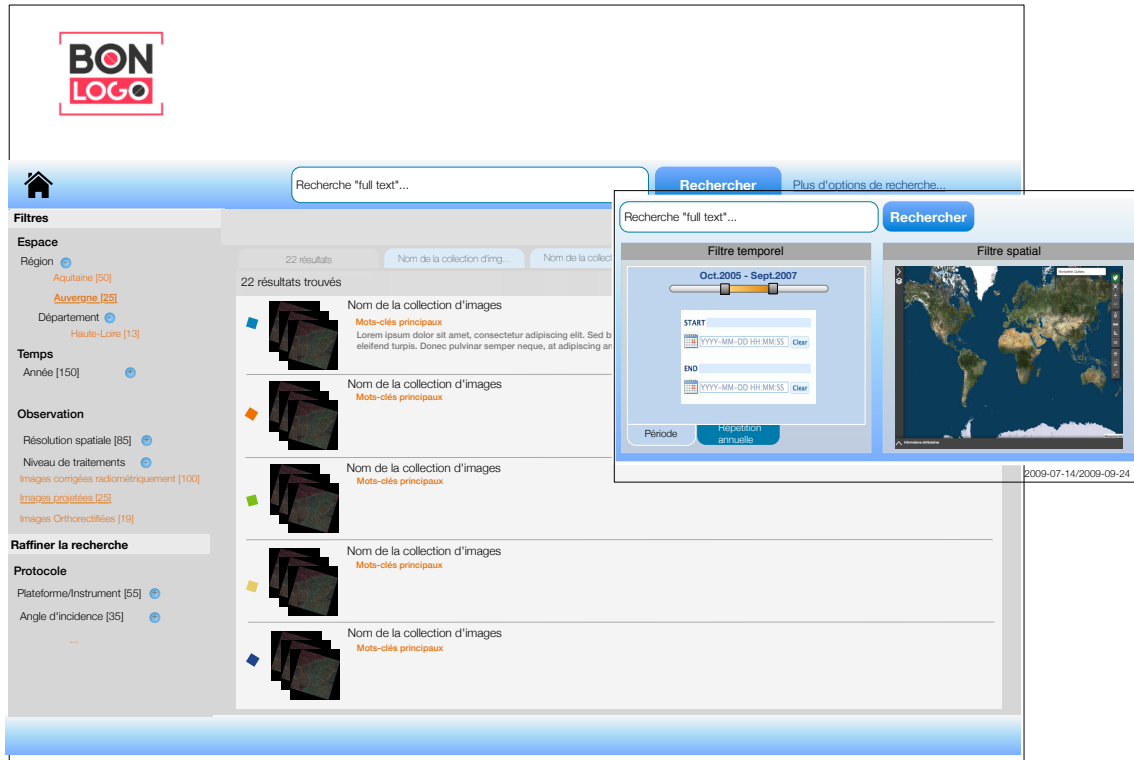 BON
LOGO
Recherche "full text"...
Rechercher
Plus d'options de recherche...
Filtres
Espace
Région
Aquitaine [50]
Auvergne [25]
Département
Haute-Loire [13]
Temps
Année [150]
Observation
Résolution spatiale [85]
Niveau de traitements
Images corrigées radiométriquement [100]
Images projetées [25]
Images Orthorectifiées [19]
Raffiner la recherche
Protocole
Plateforme/Instrument [55]
Angle d'incidence [35]
...
22 résultats
Nom de la collection d'img...
Nom de la collect
22 résultats trouvés
Nom de la collection d'images
Mots-clés principaux
Lorem ipsum dolor sit amet, consectetur adipiscing elit. Sed b
eleifend turpis. Donec pulvinar semper neque, at adipiscing an
Nom de la collection d'images
Mots-clés principaux
Nom de la collection d'images
Mots-clés principaux
Nom de la collection d'images
Mots-clés principaux
Nom de la collection d'images
Mots-clés principaux
Recherche "full text"...
Rechercher
Filtre temporel
Oct.2005 - Sept.2007
START
YYYY-MM-DD HH:MM:SS Clear
END
YYYY-MM-DD HH:MM:SS Clear
Période
Répétition
annuelle
Filtre spatial
2009-07-14/2009-09-24